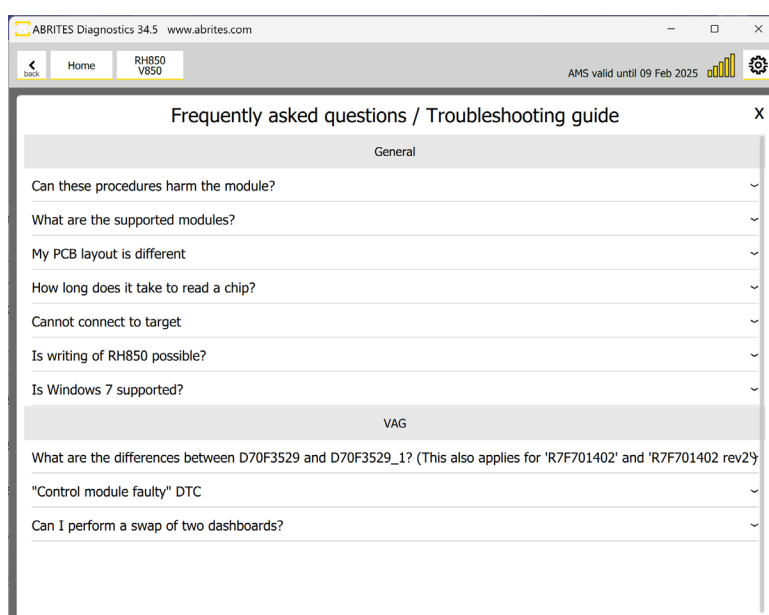 ABRITES Diagnostics 34.5 www.abrites.com
back
Home
RH850
V850
AMS valid until 09 Feb 2025
Frequently asked questions / Troubleshooting guide
X
General
Can these procedures harm the module?
What are the supported modules?
My PCB layout is different
How long does it take to read a chip?
Cannot connect to target
Is writing of RH850 possible?
Is Windows 7 supported?
VAG
What are the differences between D70F3529 and D70F3529_1? (This also applies for 'R7F701402' and 'R7F701402 rev2')
"Control module faulty" DTC
Can I perform a swap of two dashboards?